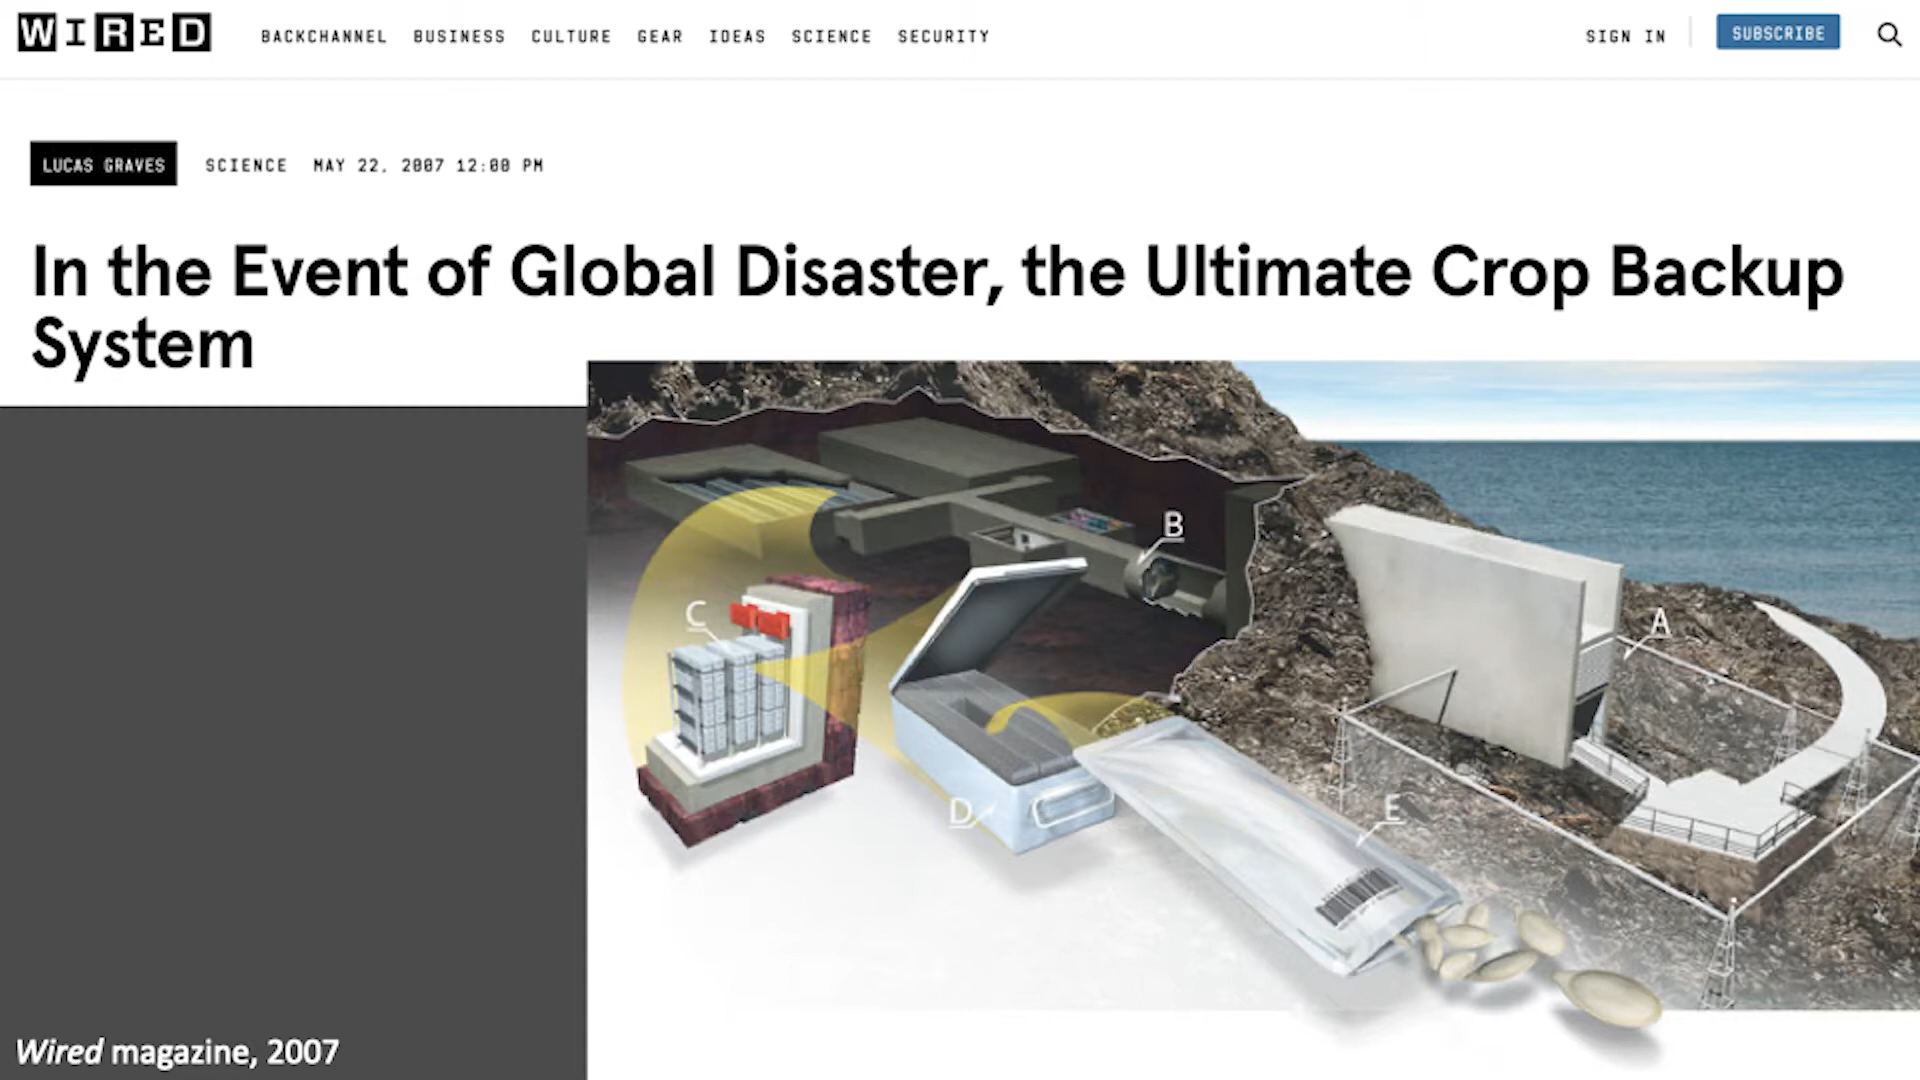 WIRED
BACKCHANNEL BUSINESS CULTURE GEAR IDEAS SCIENCE SECURITY
SIGN IN
SUBSCRIBE
LUCAS GRAVES
SCIENCE MAY 22, 2007 12:00 PM
In the Event of Global Disaster, the Ultimate Crop Backup
System
B
C
A
D
E
Wired magazine, 2007